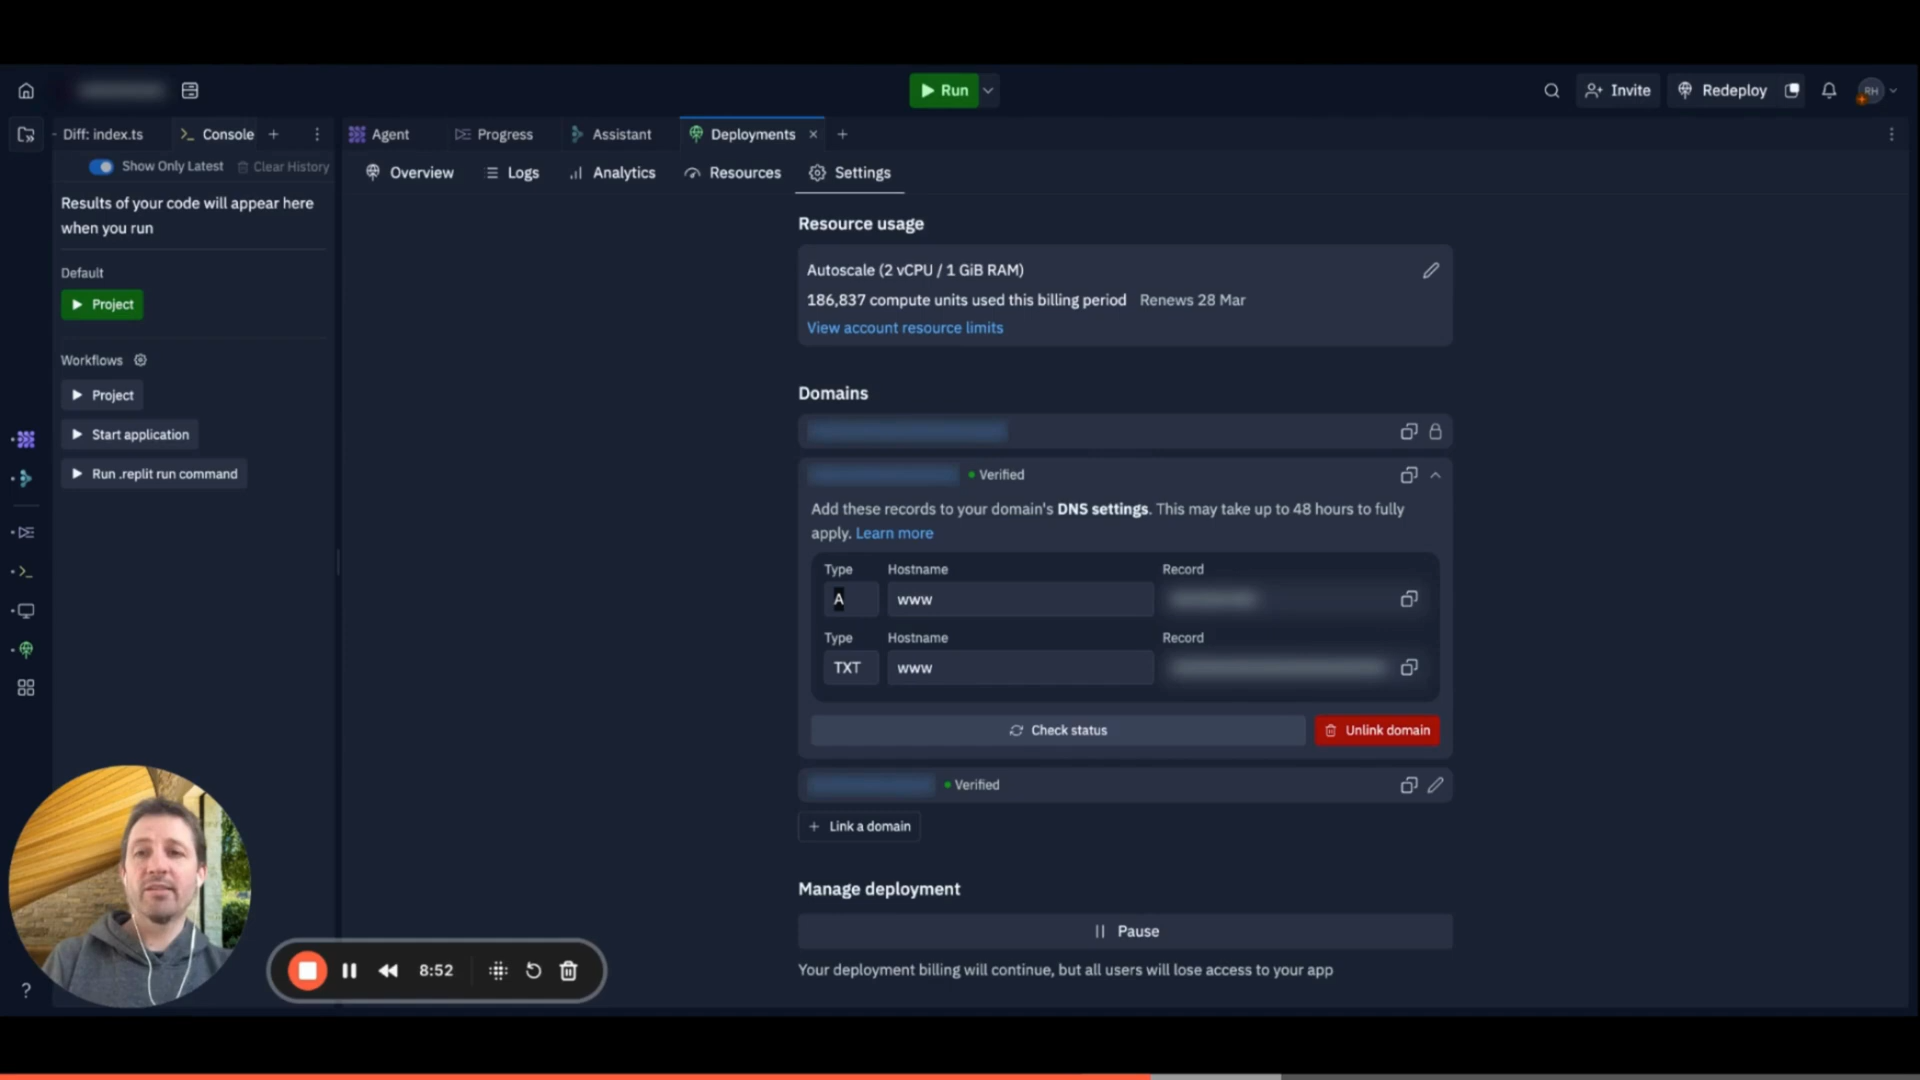 Run
Invite
Redeploy
RH
Diff: index.ts
Console
Agent
Progress
Assistant
Deployments
Show Only Latest
Clear History
Overview
Logs
Analytics
Resources
Settings
Results of your code will appear here
when you run
Default
Project
Workflows
Project
Start application
Run .replit run command
Resource usage
Autoscale (2 vCPU / 1 GiB RAM)
186,837 compute units used this billing period Renews 28 Mar
View account resource limits
Domains
Verified
Add these records to your domain's DNS settings. This may take up to 48 hours to fully
apply. Learn more
Type Hostname Record
A www
Type Hostname Record
TXT www
Check status
Unlink domain
Verified
+ Link a domain
Manage deployment
Pause
Your deployment billing will continue, but all users will lose access to your app
8:52
?